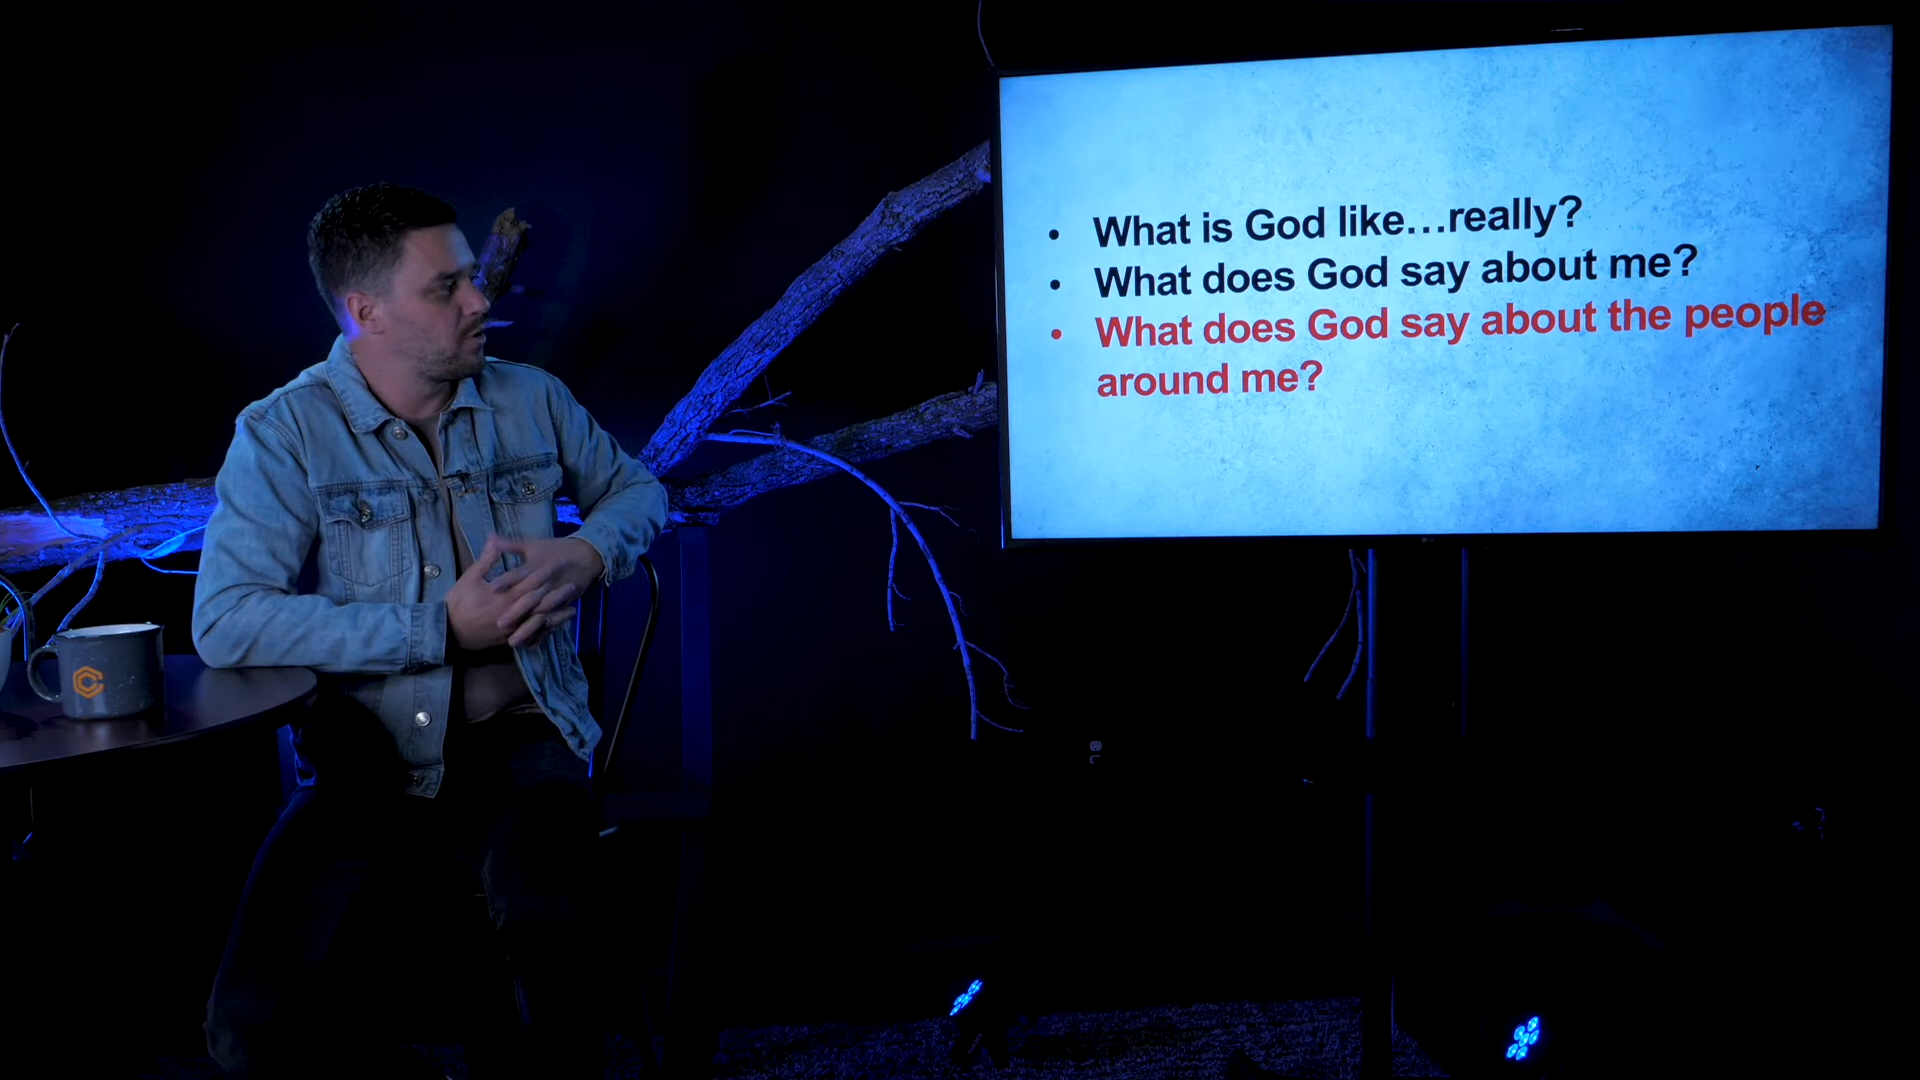 • What is God like…really?
• What does God say about me?
• What does God say about the people
around me?